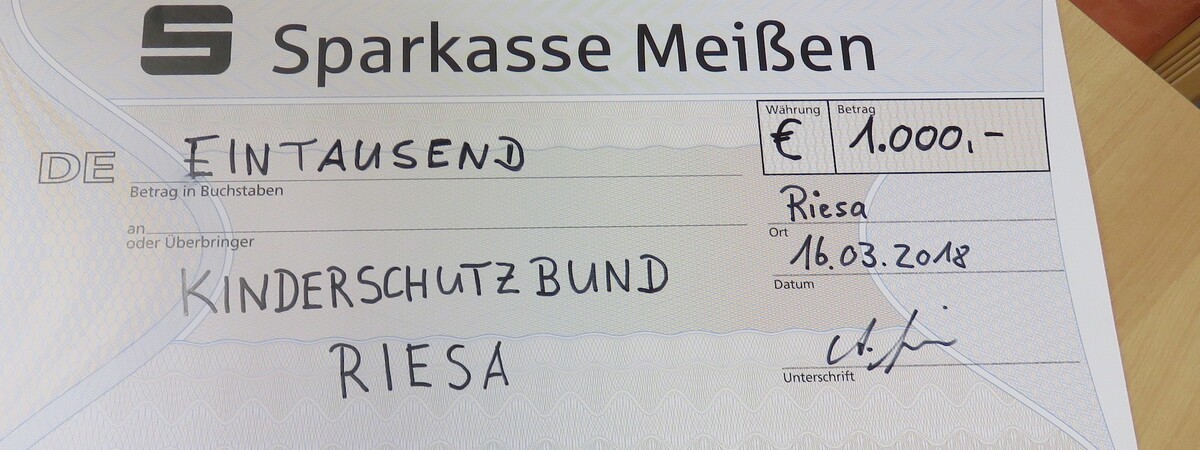 Sparkasse Meißen
Währung Betrag
€ 1.000,-
DE EINTAUSEND
Betrag in Buchstaben
Riesa
an
oder Überbringer
Ort
16.03.2018
KINDERSCHUTZBUND
Datum
RIESA
Unterschrift